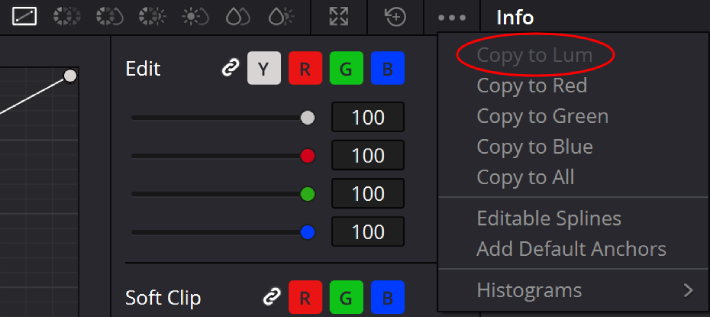 Info
Edit Y R G B
100
100
100
100
Soft Clip R G B
Copy to Lum
Copy to Red
Copy to Green
Copy to Blue
Copy to All
Editable Splines
Add Default Anchors
Histograms